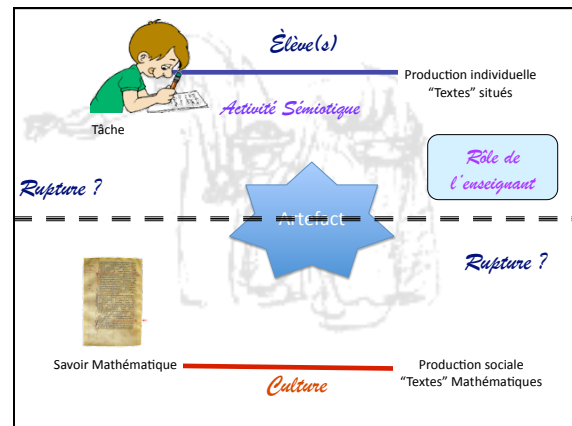 Èlève(s)
Production individuelle
“Textes” situés
Activité Sémiotique
Tâche
Rôle de
l'enseignant
Rupture ?
Artefact
Rupture ?
Savoir Mathématique
Production sociale
“Textes” Mathématiques
Culture